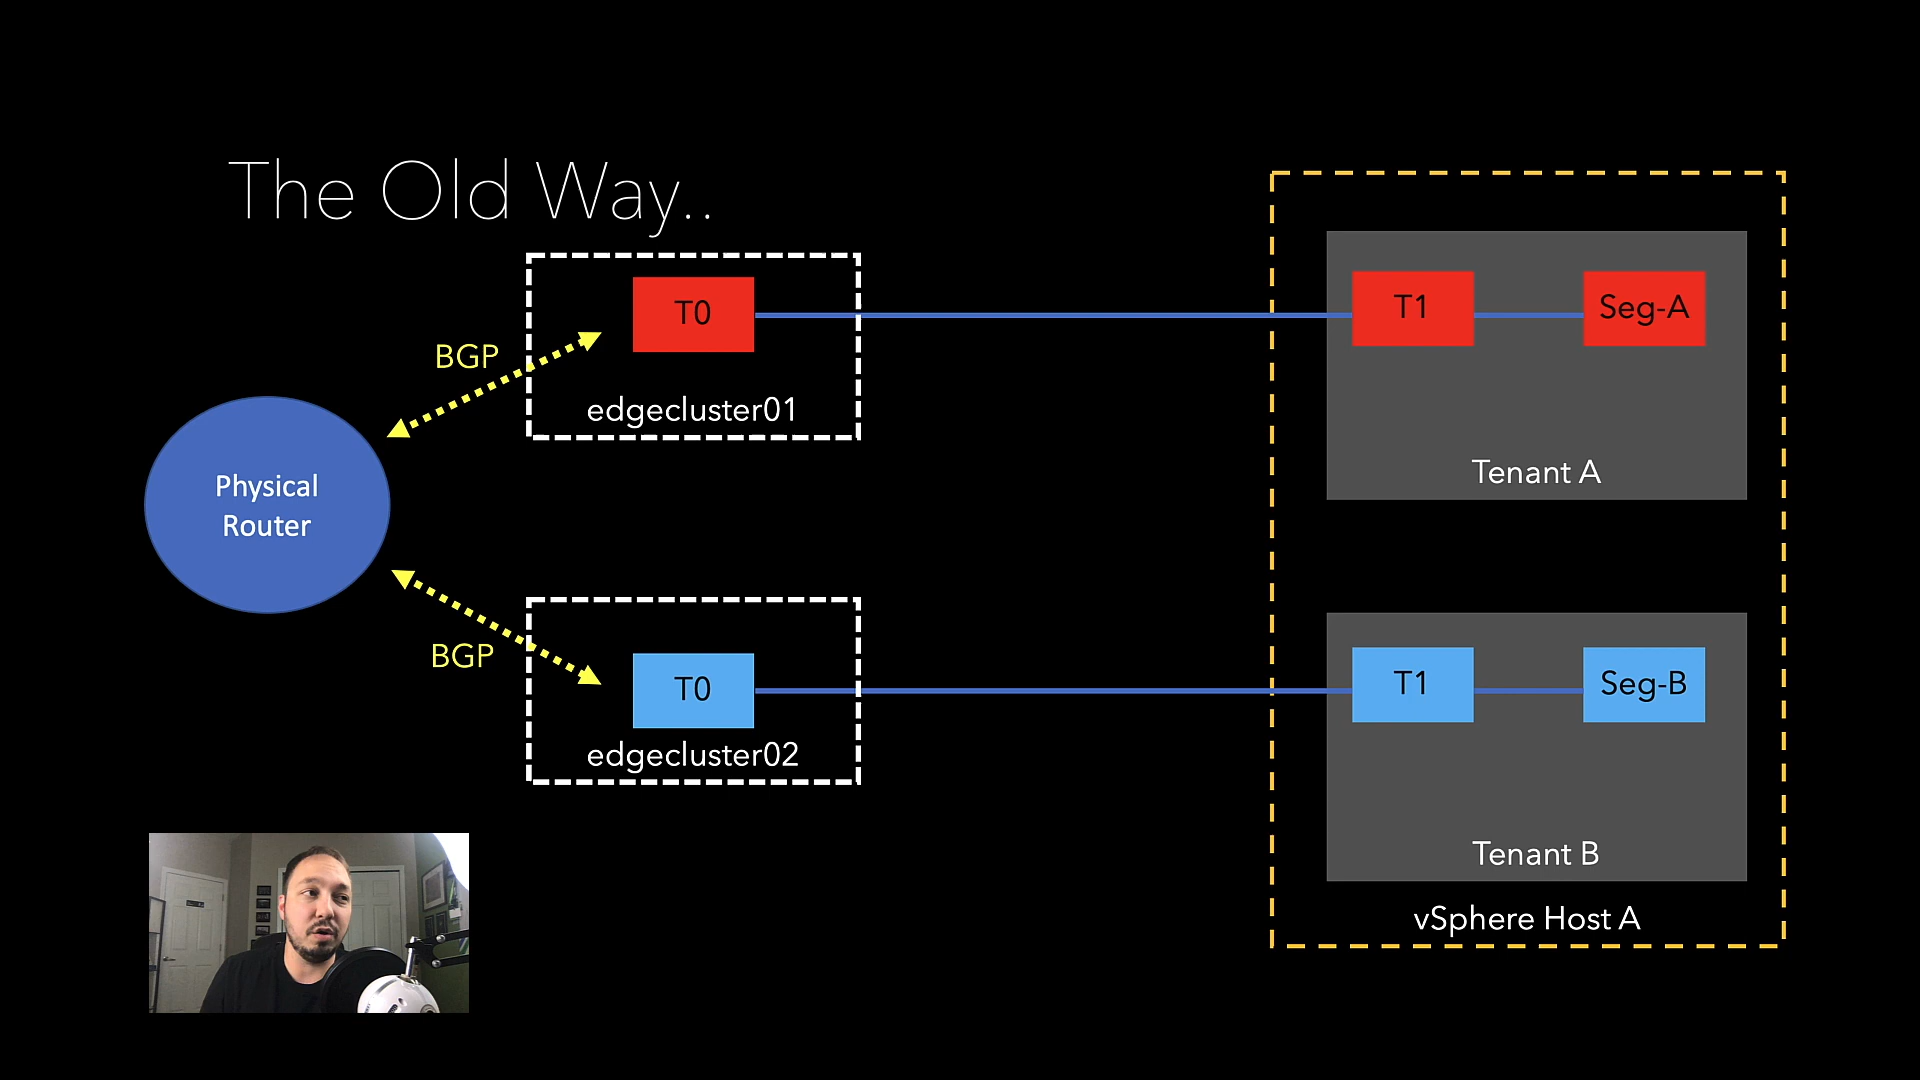 The Old Way..
T0
T1
Seg-A
BGP
edgecluster01
Tenant A
Physical
Router
BGP
T0
edgecluster02
T1
Seg-B
Tenant B
vSphere Host A